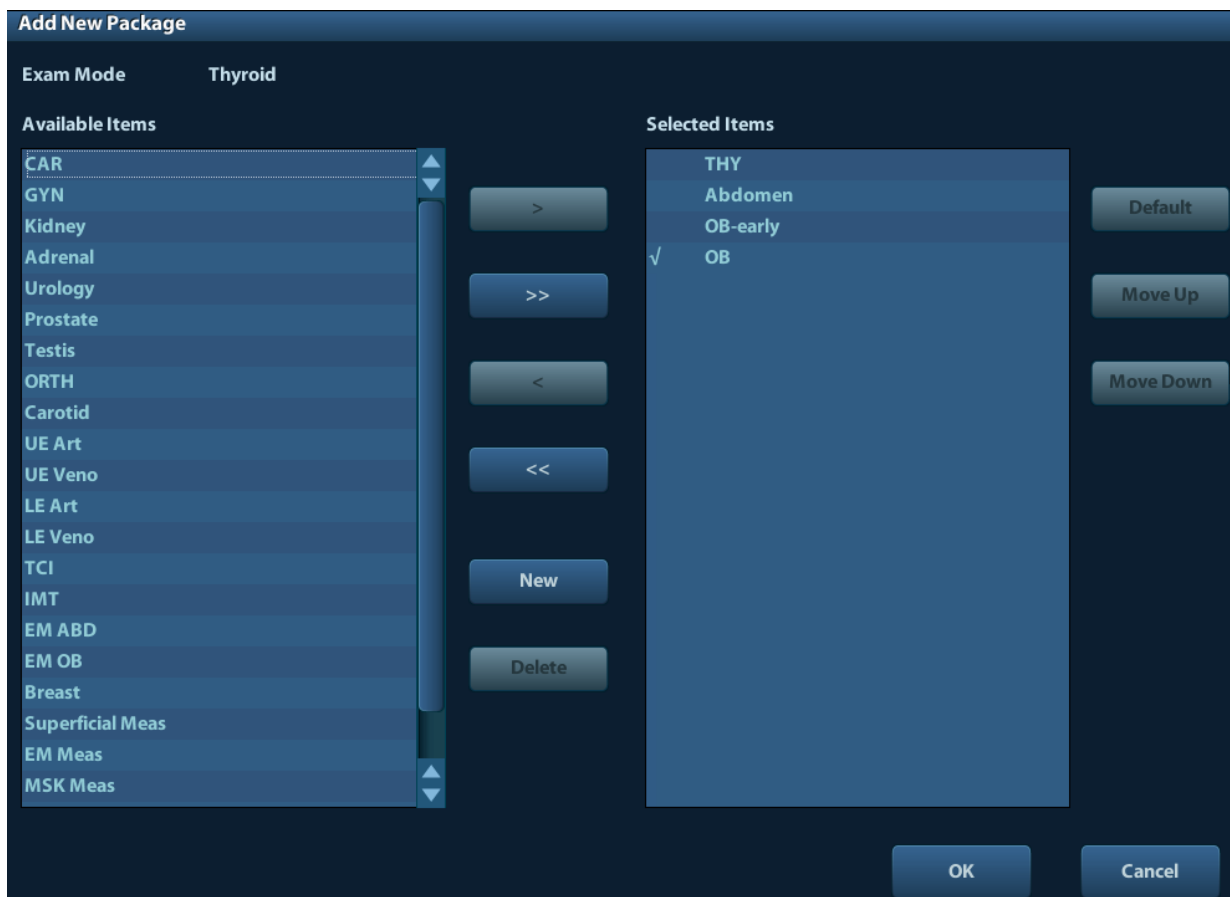 Add New Package
Exam Mode Thyroid
Available Items
CAR
GYN
Kidney
Adrenal
Urology
Prostate
Testis
ORTH
Carotid
UE Art
UE Veno
LE Art
LE Veno
TCI
IMT
EM ABD
EM OB
Breast
Superficial Meas
EM Meas
MSK Meas
>
>>
<
<<
New
Delete
Selected Items
THY
Abdomen
OB-early
√ OB
Default
Move Up
Move Down
OK
Cancel